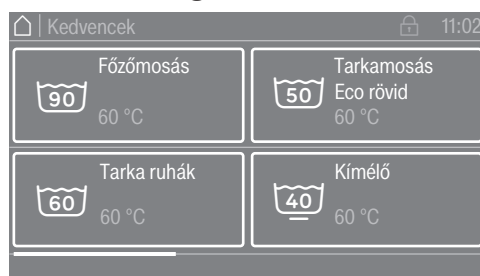 Kedvencek 11:02
Főzőmosás
90
60 °C
Tarkamosás
50 Eco rövid
60 °C
Tarka ruhák
60
60 °C
Kímélő
40
60 °C